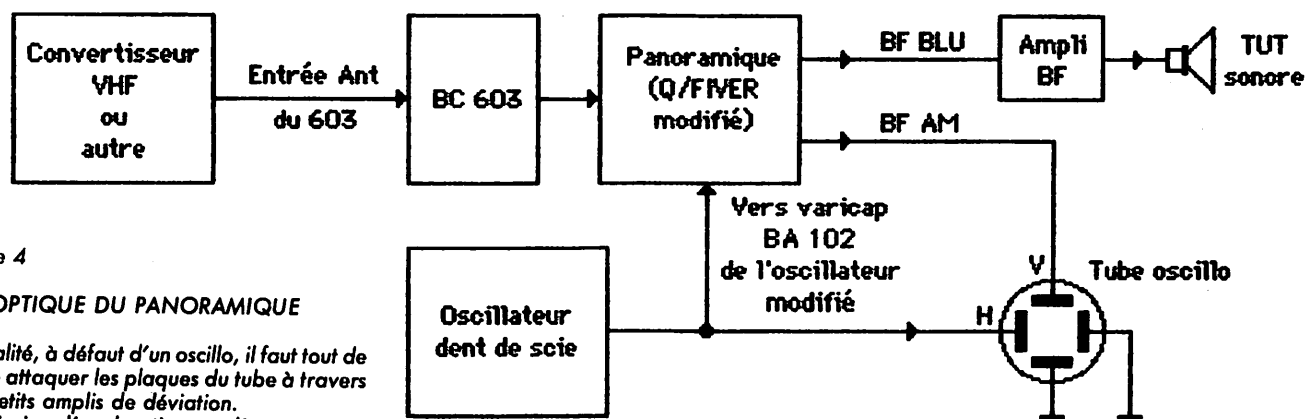 Convertisseur
VHF
ou
autre
Entrée Ant
du 603
BC 603
Panoramique
(Q/FIVER
modifié)
BF BLU
Ampli
BF
TUT
sonore
BF AM
Vers varicap
BA 102
de l'oscillateur
modifié
V
Tube oscillo
H
Oscillateur
dent de scie
e 4
OPTIQUE DU PANORAMIQUE
alité, à défaut d'un oscillo, il faut tout de
attaquer les plaques du tube à travers
etits amplis de déviation.